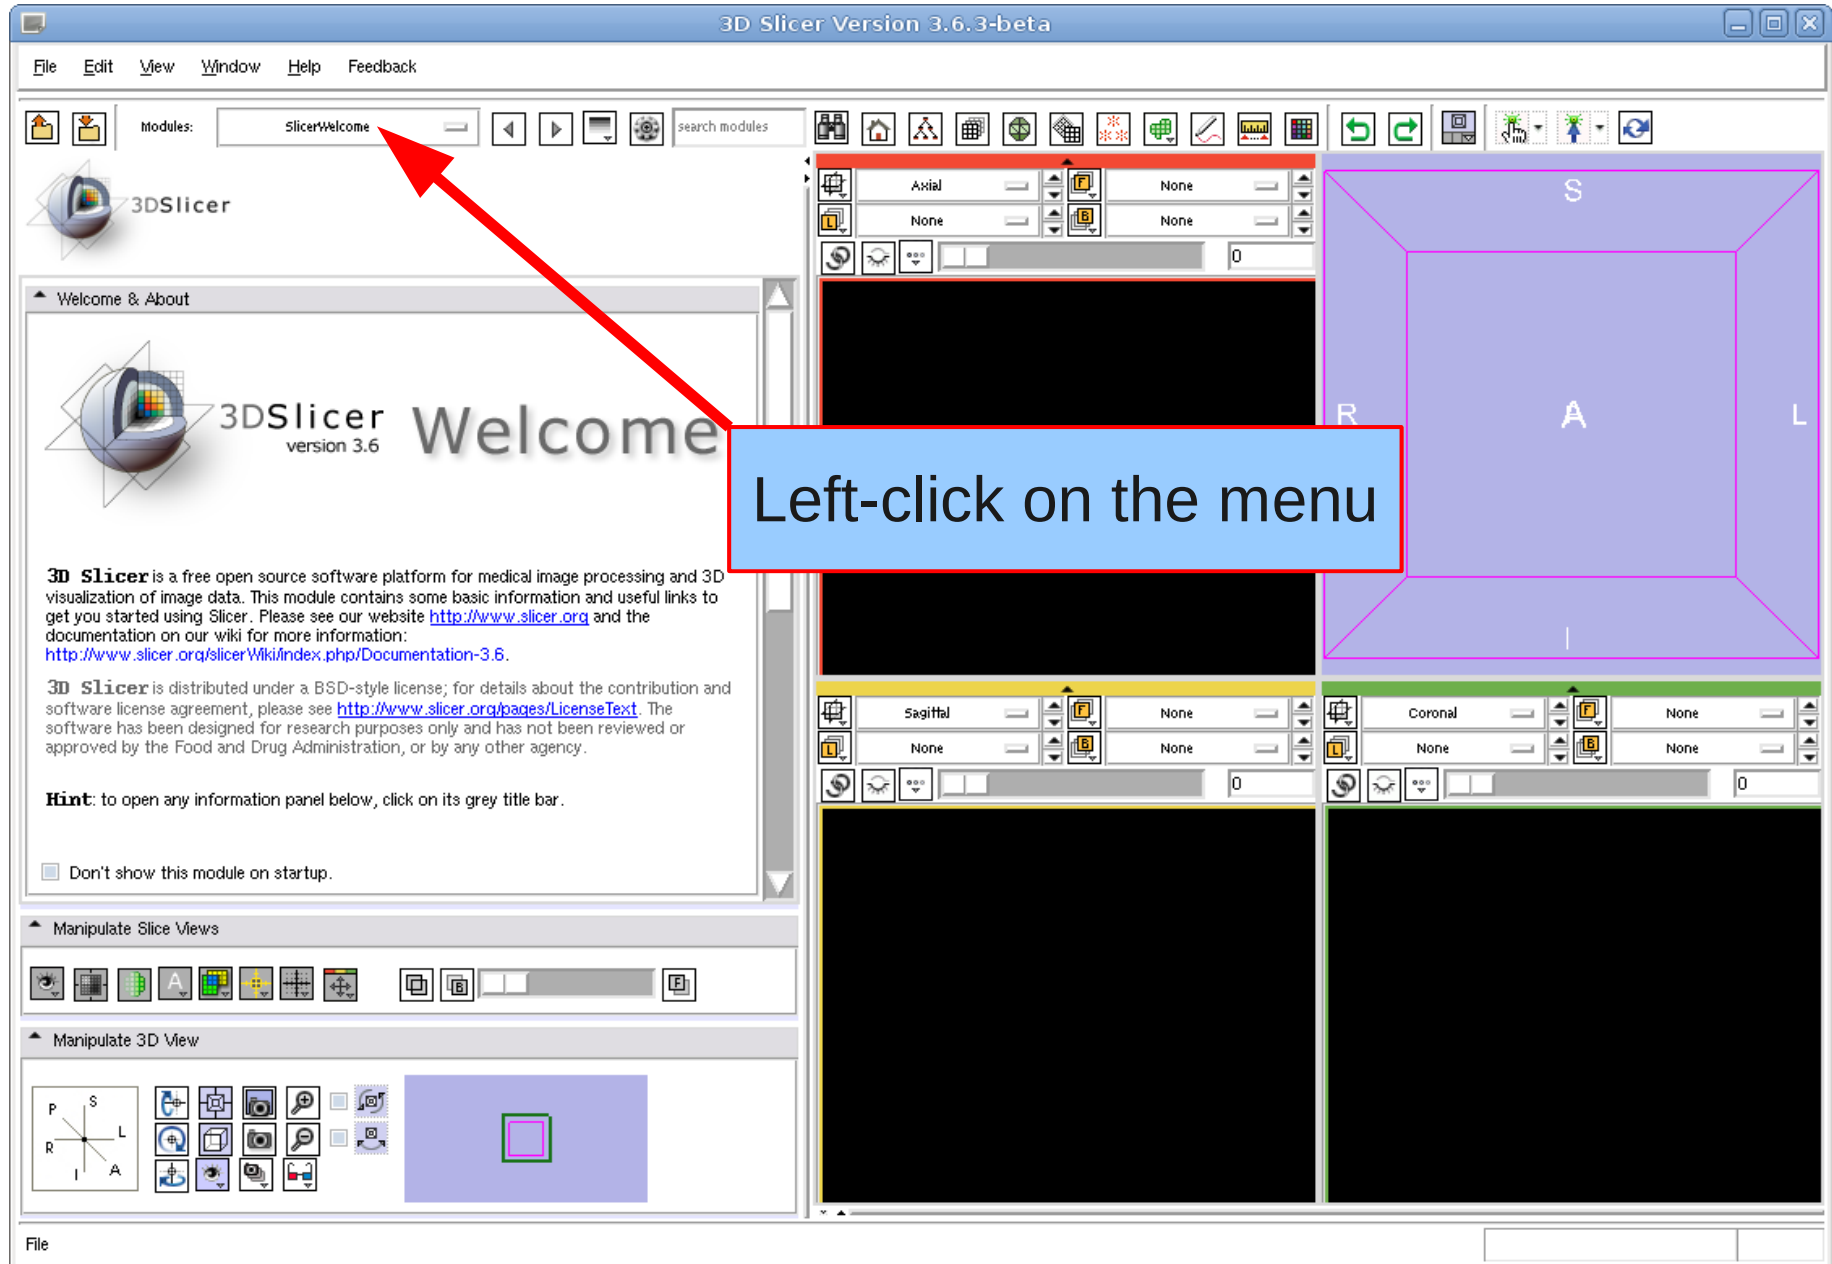 3D Slicer Version 3.6.3-beta
File Edit View Window Help Feedback
Modules: SlicerWelcome search modules
3DSlicer
Welcome & About
3DSlicer
version 3.6
Welcome
3D Slicer is a free open source software platform for medical image processing and 3D
visualization of image data. This module contains some basic information and useful links to
get you started using Slicer. Please see our website http://www.slicer.org and the
documentation on our wiki for more information:
http://www.slicer.org/slicerWiki/index.php/Documentation-3.6.
3D Slicer is distributed under a BSD-style license; for details about the contribution and
software license agreement, please see http://www.slicer.org/pages/LicenseText. The
software has been designed for research purposes only and has not been reviewed or
approved by the Food and Drug Administration, or by any other agency.
Hint: to open any information panel below, click on its grey title bar.
Don't show this module on startup.
Manipulate Slice Views
A
B
F
Manipulate 3D View
P S
R L
I A
Axial F None
L None B None
0
S
R A L
I
Left-click on the menu
Sagittal F None
L None B None
0
Coronal F None
L None B None
0
File